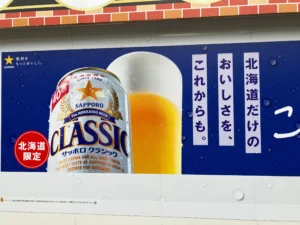 SAPPORO
CLASSIC
サッポロ クラシック
北海道
限定
北海道だけの
おいしさを、
これからも。
こ